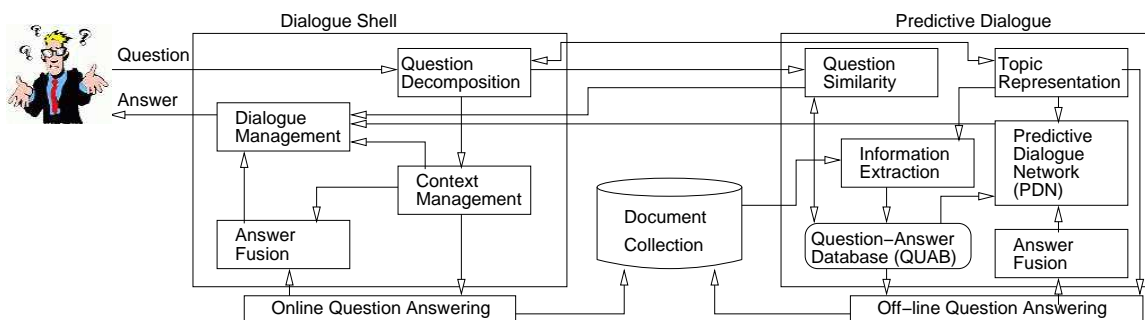 Dialogue Shell
Predictive Dialogue
? ? ? ?
Question
Answer
Question
Decomposition
Question
Similarity
Topic
Representation
Dialogue
Management
Predictive
Dialogue
Network
(PDN)
Information
Extraction
Context
Management
Document
Collection
Answer
Fusion
Question−Answer
Database (QUAB)
Answer
Fusion
Online Question Answering
Off−line Question Answering